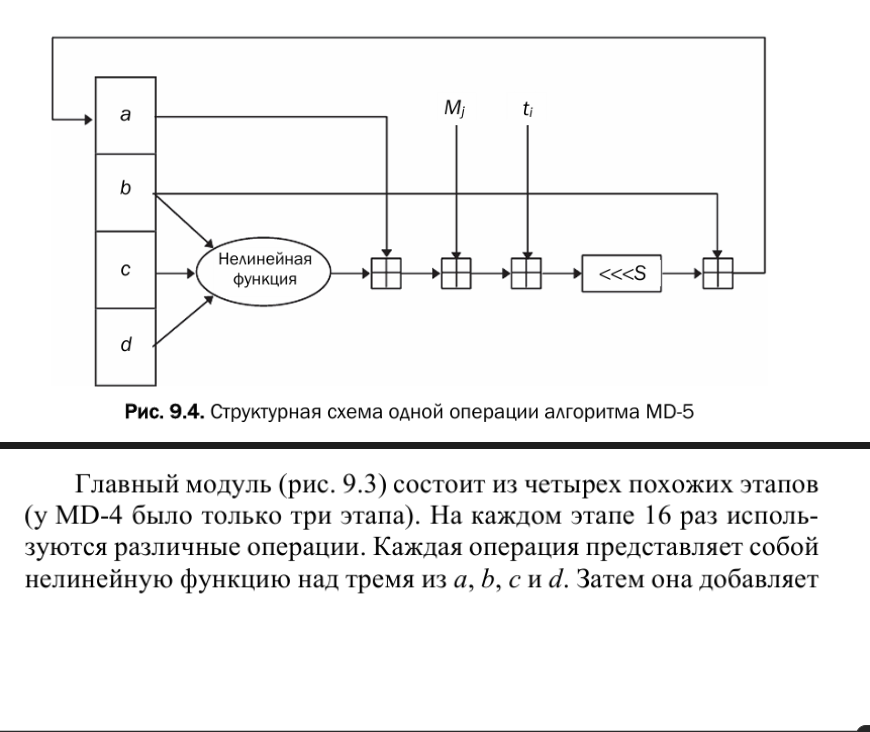 a
M_j
t_i
b
c
Нелинейная
функция
<<<S
d
Рис. 9.4. Структурная схема одной операции алгоритма MD-5
Главный модуль (рис. 9.3) состоит из четырех похожих этапов
(у MD-4 было только три этапа). На каждом этапе 16 раз исполь-
зуются различные операции. Каждая операция представляет собой
нелинейную функцию над тремя из a, b, c и d. Затем она добавляет